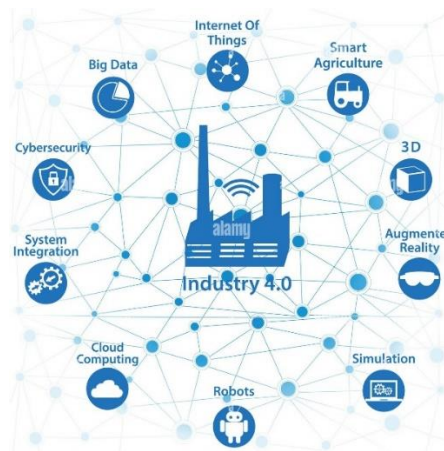 Internet Of
Things
Smart
Agriculture
Big Data
Cybersecurity
3D
alamy
System
Integration
Augmente
Reality
Industry 4.0
Cloud
Computing
Simulation
Robots